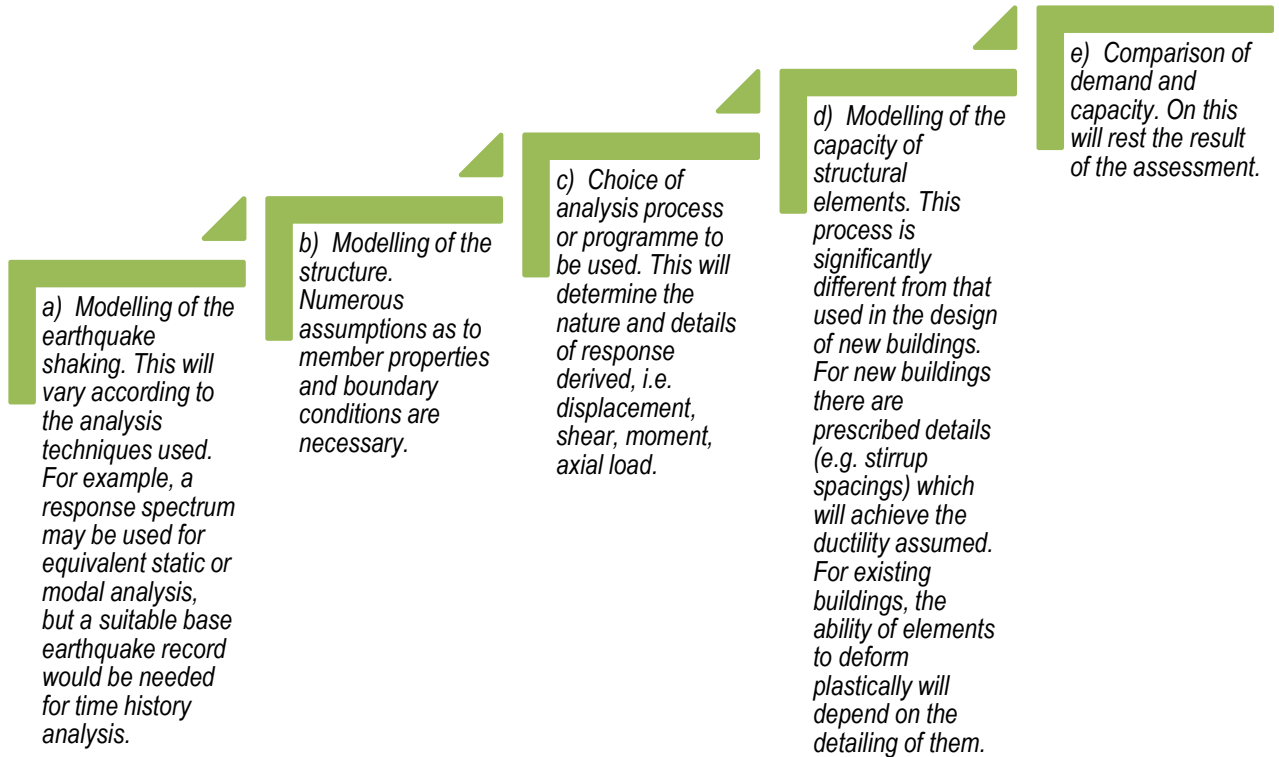 a) Modelling of the
earthquake
shaking. This will
vary according to
the analysis
techniques used.
For example, a
response spectrum
may be used for
equivalent static or
modal analysis,
but a suitable base
earthquake record
would be needed
for time history
analysis.
b) Modelling of the
structure.
Numerous
assumptions as to
member properties
and boundary
conditions are
necessary.
c) Choice of
analysis process
or programme to
be used. This will
determine the
nature and details
of response
derived, i.e.
displacement,
shear, moment,
axial load.
d) Modelling of the
capacity of
structural
elements. This
process is
significantly
different from that
used in the design
of new buildings.
For new buildings
there are
prescribed details
(e.g. stirrup
spacings) which
will achieve the
ductility assumed.
For existing
buildings, the
ability of elements
to deform
plastically will
depend on the
detailing of them.
e) Comparison of
demand and
capacity. On this
will rest the result
of the assessment.